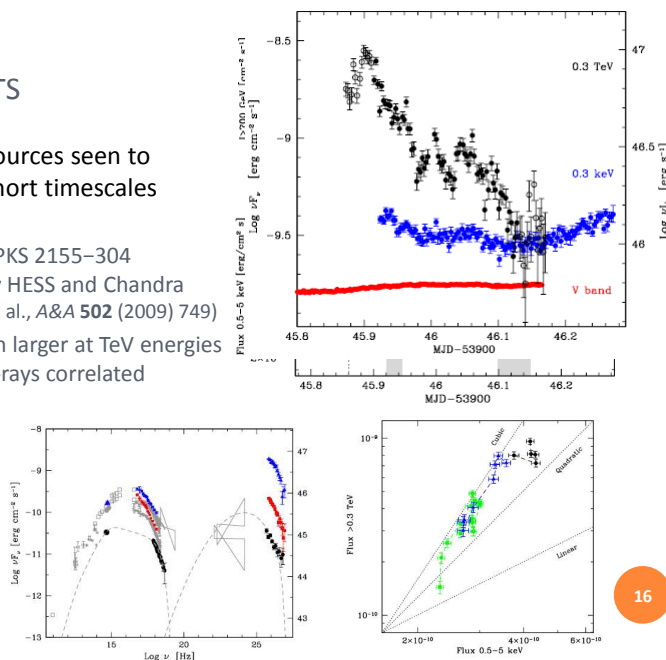 TS
ources seen to
hort timescales
PKS 2155−304
y HESS and Chandra
al., A&A 502 (2009) 749)
n larger at TeV energies
-rays correlated
-8.5
-9
-9.5
47
46.5
46
0.3 TeV
0.3 keV
V band
Log νFν [erg cm⁻² s⁻¹]
Flux 0.5-5 keV [erg/cm² s]
45.8 45.9 46 46.1 46.2
MJD-53900
45.8 45.9 46 46.1 46.2
MJD-53900
-8
-9
-10
-11
-12
-13
47
46
45
44
43
Log νFν [erg cm⁻² s⁻¹]
10 15 20 25
Log ν [Hz]
10⁻⁹
10⁻¹⁰
Flux >0.3 TeV
Cubic
Quadratic
Linear
2×10⁻¹⁰ 4×10⁻¹⁰ 6×10⁻¹⁰
Flux 0.5-5 keV
16